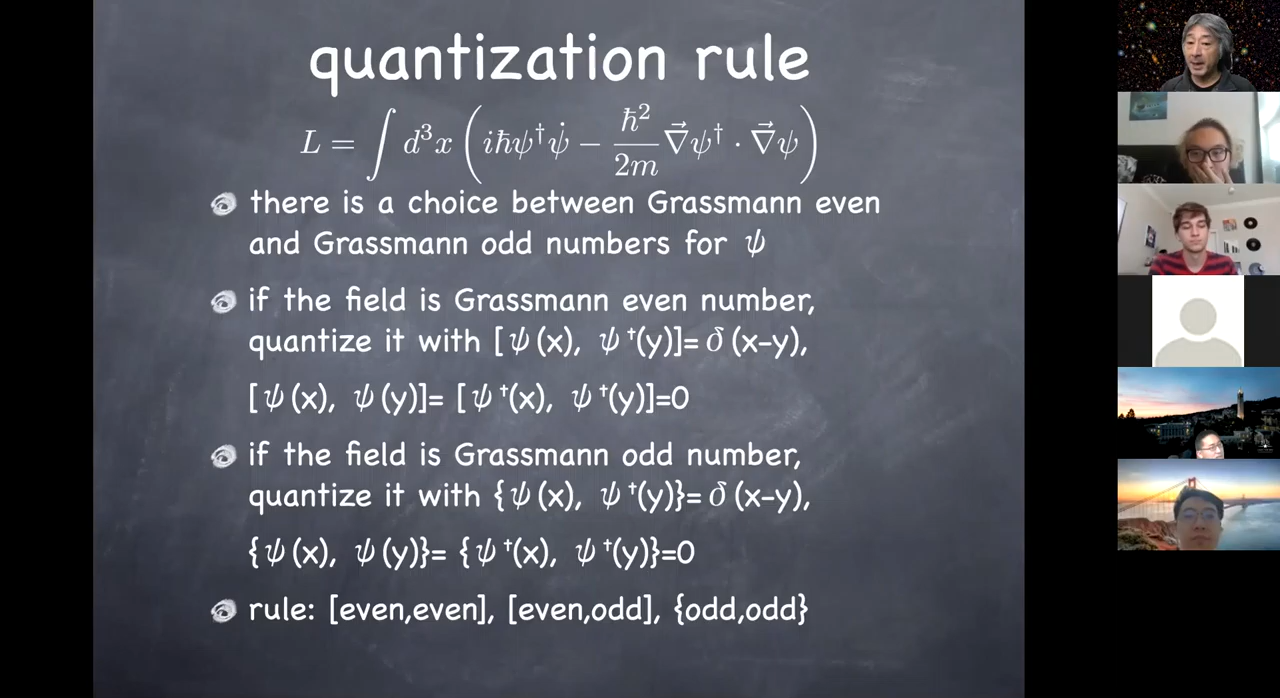 quantization rule
L = ∫ d³x ( iħψ†ψ̇ − ħ²/2m ∇⃗ψ† · ∇⃗ψ )
there is a choice between Grassmann even
and Grassmann odd numbers for ψ
if the field is Grassmann even number,
quantize it with [ψ(x), ψ†(y)]=δ(x-y),
[ψ(x), ψ(y)]= [ψ†(x), ψ†(y)]=0
if the field is Grassmann odd number,
quantize it with {ψ(x), ψ†(y)}=δ(x-y),
{ψ(x), ψ(y)}= {ψ†(x), ψ†(y)}=0
rule: [even,even], [even,odd], {odd,odd}